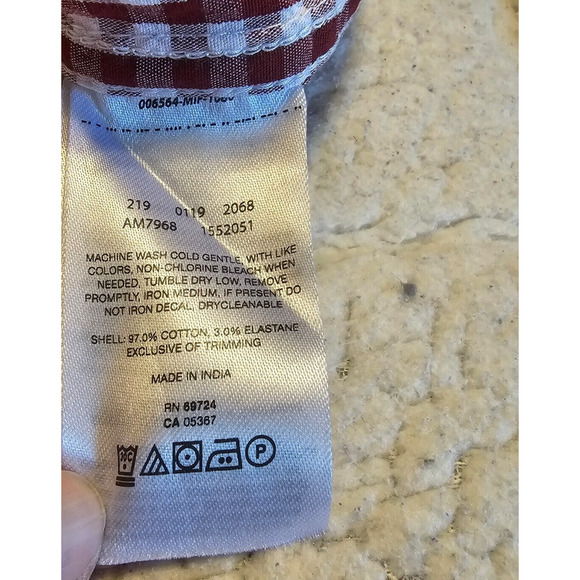 219 0119 2068
AM7968 1552051
MACHINE WASH COLD GENTLE, WITH LIKE
COLORS, NON-CHLORINE BLEACH WHEN
NEEDED, TUMBLE DRY LOW, REMOVE
PROMPTLY, IRON MEDIUM, IF PRESENT DO
NOT IRON DECAL, DRYCLEANABLE
SHELL: 97.0% COTTON, 3.0% ELASTANE
EXCLUSIVE OF TRIMMING
MADE IN INDIA
RN 69724
CA 05367
P